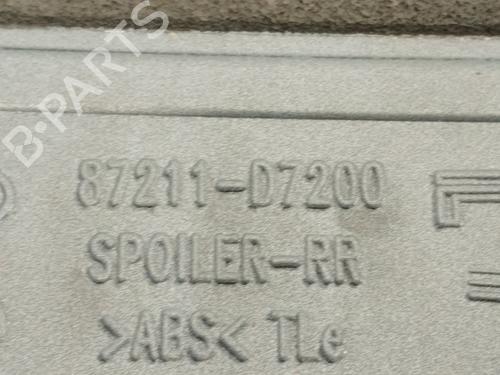 B-PARTS
87211-D7200
SPOILER-RR
>ABS< TLe